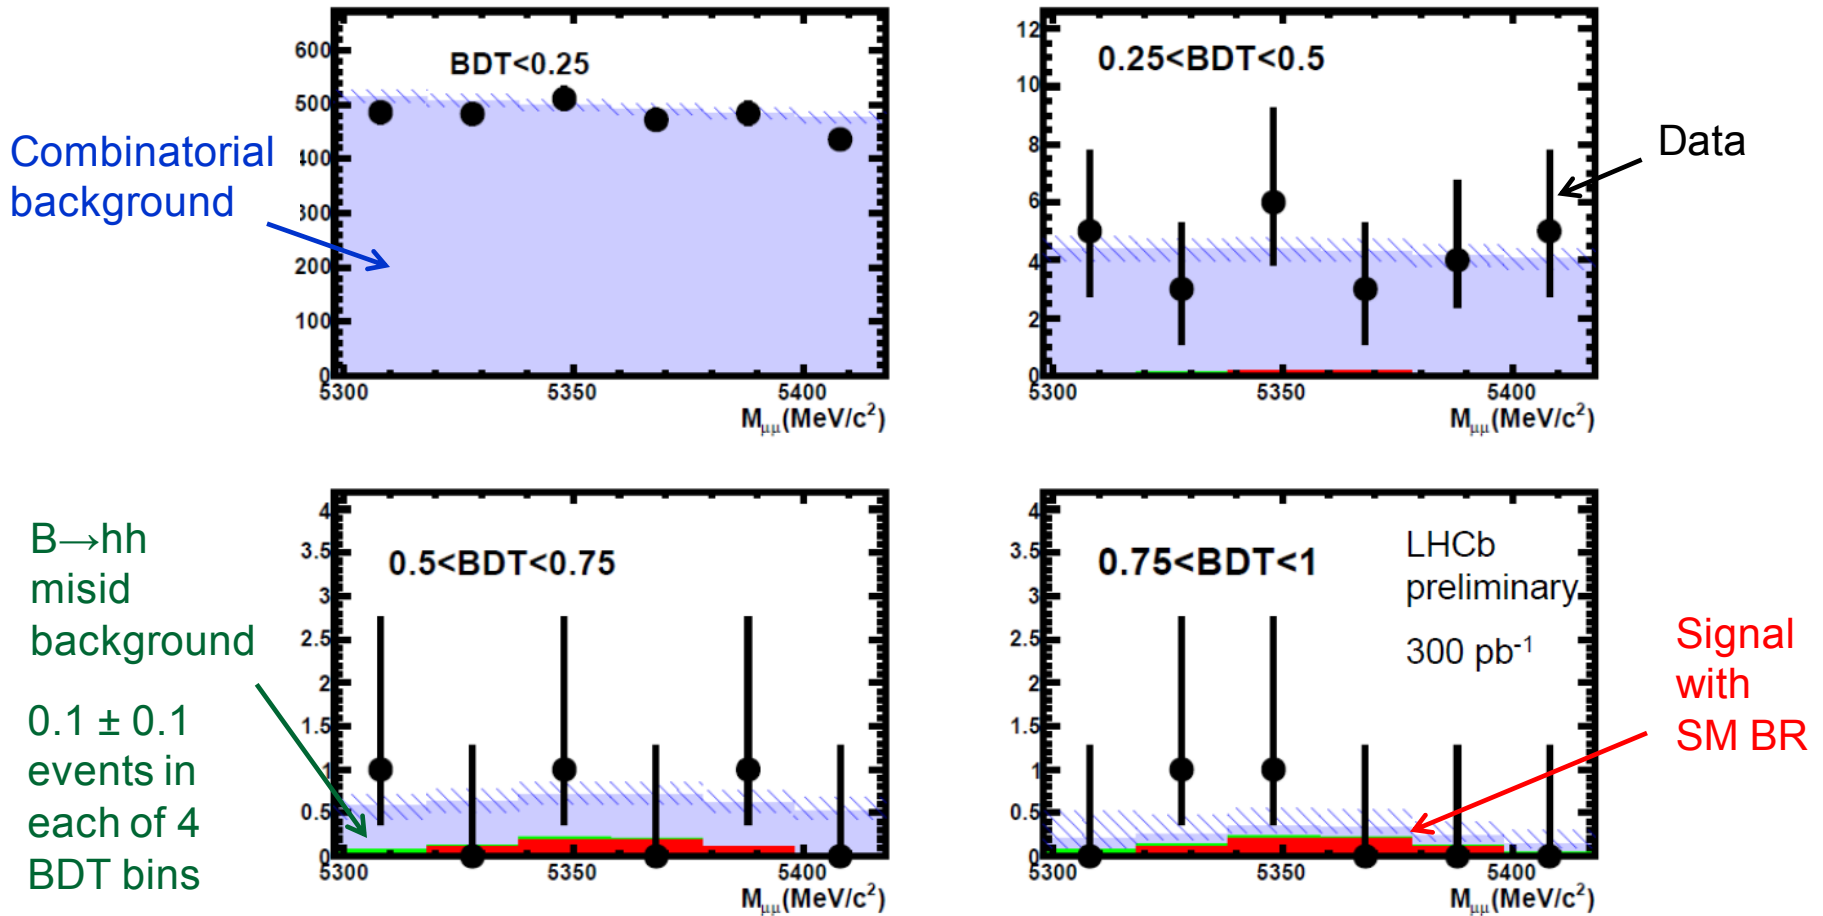 Combinatorial
background
600
500
400
300
200
100
0
BDT<0.25
5300
5350
5400
Mμμ(MeV/c²)
12
10
8
6
4
2
0
0.25<BDT<0.5
5300
5350
5400
Mμμ(MeV/c²)
Data
B→hh
misid
background
0.1 ± 0.1
events in
each of 4
BDT bins
4
3.5
3
2.5
2
1.5
1
0.5
0
0.5<BDT<0.75
5300
5350
5400
Mμμ(MeV/c²)
4
3.5
3
2.5
2
1.5
1
0.5
0
0.75<BDT<1
LHCb
preliminary
300 pb⁻¹
5300
5350
5400
Mμμ(MeV/c²)
Signal
with
SM BR